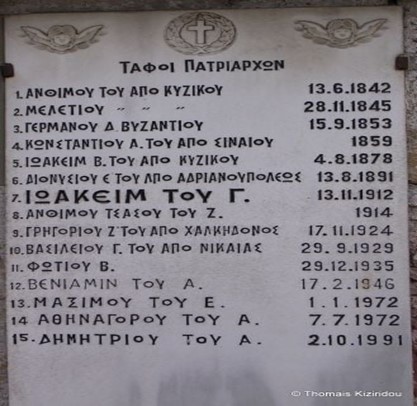 ΤΑΦΟΙ ΠΑΤΡΙΑΡΧΩΝ
1. ΑΝΘΙΜΟΥ ΤΟΥ ΑΠΟ ΚΥΖΙΚΟΥ 13.6.1842
2. ΜΕΛΕΤΙΟΥ " " " 28.11.1845
3. ΓΕΡΜΑΝΟΥ Δ. ΒΥΖΑΝΤΙΟΥ 15.9.1853
4. ΚΩΝΣΤΑΝΤΙΟΥ Α. ΤΟΥ ΑΠΟ ΣΙΝΑΙΟΥ 1859
5. ΙΩΑΚΕΙΜ Β. ΤΟΥ ΑΠΟ ΚΥΖΙΚΟΥ 4.8.1878
6. ΔΙΟΝΥΣΙΟΥ Ε ΤΟΥ ΑΠΟ ΑΔΡΙΑΝΟΥΠΟΛΕΩΣ 13.8.1891
7. ΙΩΑΚΕΙΜ ΤΟΥ Γ. 13.11.1912
8. ΑΝΘΙΜΟΥ ΤΣΑΣΟΥ ΤΟΥ Ζ. 1914
9. ΓΡΗΓΟΡΙΟΥ Ζ΄ ΤΟΥ ΑΠΟ ΧΑΛΚΗΔΟΝΟΣ 17.11.1924
10. ΒΑΣΙΛΕΙΟΥ Γ. ΤΟΥ ΑΠΟ ΝΙΚΑΙΑΣ 29.9.1929
11. ΦΩΤΙΟΥ Β. 29.12.1935
12. ΒΕΝΙΑΜΙΝ ΤΟΥ Α. 17.2.1946
13. ΜΑΞΙΜΟΥ ΤΟΥ Ε. 1.1.1972
14 ΑΘΗΝΑΓΟΡΟΥ ΤΟΥ Α. 7.7.1972
15. ΔΗΜΗΤΡΙΟΥ ΤΟΥ Α. 2.10.1991
© Thomais Kizindou